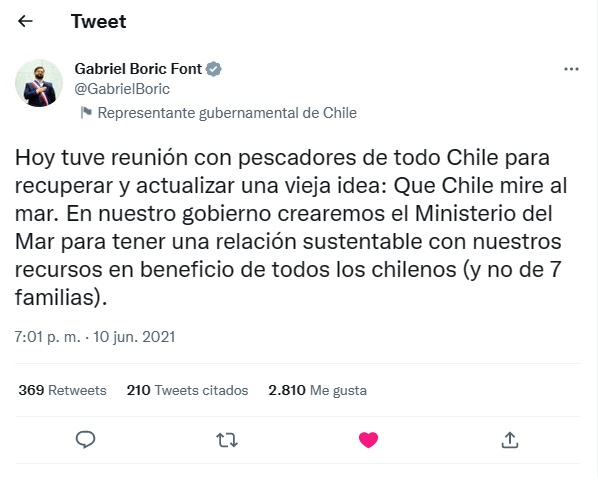 Tweet
Gabriel Boric Font
@GabrielBoric
Representante gubernamental de Chile
Hoy tuve reunión con pescadores de todo Chile para
recuperar y actualizar una vieja idea: Que Chile mire al
mar. En nuestro gobierno crearemos el Ministerio del
Mar para tener una relación sustentable con nuestros
recursos en beneficio de todos los chilenos (y no de 7
familias).
7:01 p. m. · 10 jun. 2021
369 Retweets 210 Tweets citados 2.810 Me gusta